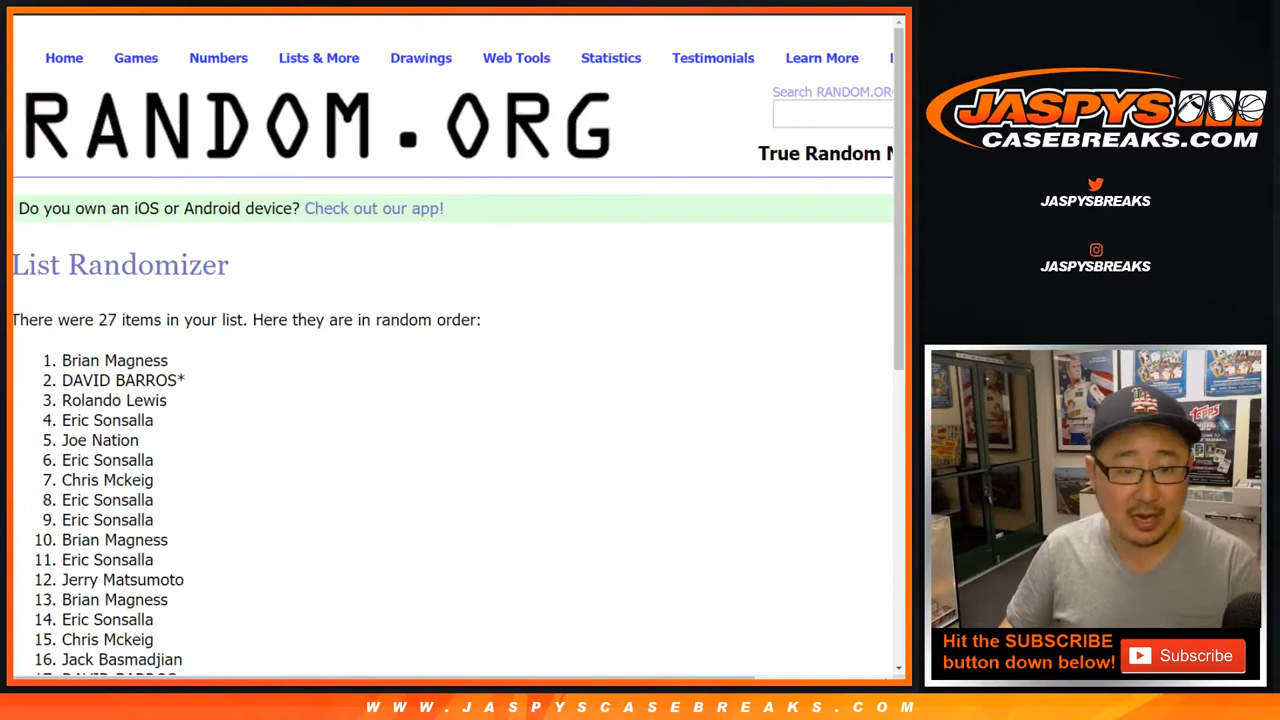 Home Games Numbers Lists & More Drawings Web Tools Statistics Testimonials Learn More
RANDOM.ORG
Search RANDOM.OR
True Random
Do you own an iOS or Android device? Check out our app!
List Randomizer
There were 27 items in your list. Here they are in random order:
1. Brian Magness
2. DAVID BARROS*
3. Rolando Lewis
4. Eric Sonsalla
5. Joe Nation
6. Eric Sonsalla
7. Chris Mckeig
8. Eric Sonsalla
9. Eric Sonsalla
10. Brian Magness
11. Eric Sonsalla
12. Jerry Matsumoto
13. Brian Magness
14. Eric Sonsalla
15. Chris Mckeig
16. Jack Basmadjian
JASPYS
CASEBREAKS.COM
JASPYSBREAKS
JASPYSBREAKS
Topps
Hit the SUBSCRIBE
button down below!
Subscribe
WWW.JASPYSCASEBREAKS.COM